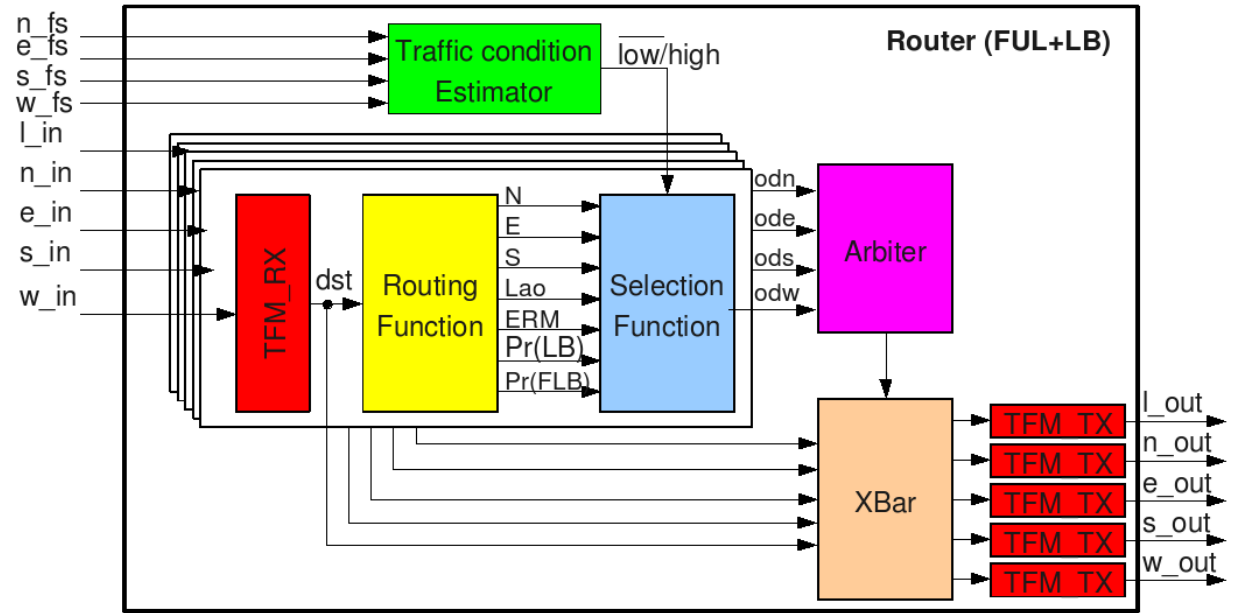 n_fs
e_fs
s_fs
w_fs
l_in
n_in
e_in
s_in
w_in
Traffic condition
Estimator
low/high
Router (FUL+LB)
TFM_RX
dst
Routing
Function
N
E
S
Lao
ERM
Pr(LB)
Pr(FLB)
Selection
Function
odn
ode
ods
odw
Arbiter
XBar
TFM_TX
TFM_TX
TFM_TX
TFM_TX
TFM_TX
l_out
n_out
e_out
s_out
w_out